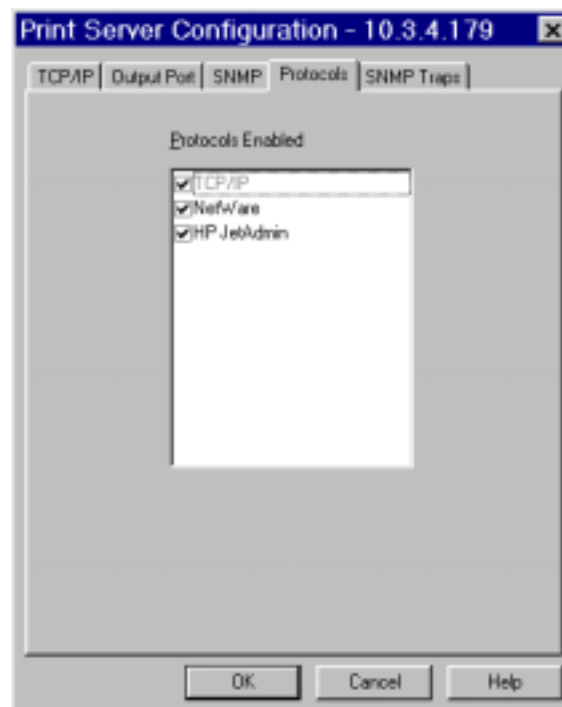 Print Server Configuration - 10.3.4.179
TCP/IP Output Port SNMP Protocols SNMP Traps
Protocols Enabled
TCP/IP
NetWare
HP JetAdmin
OK Cancel Help